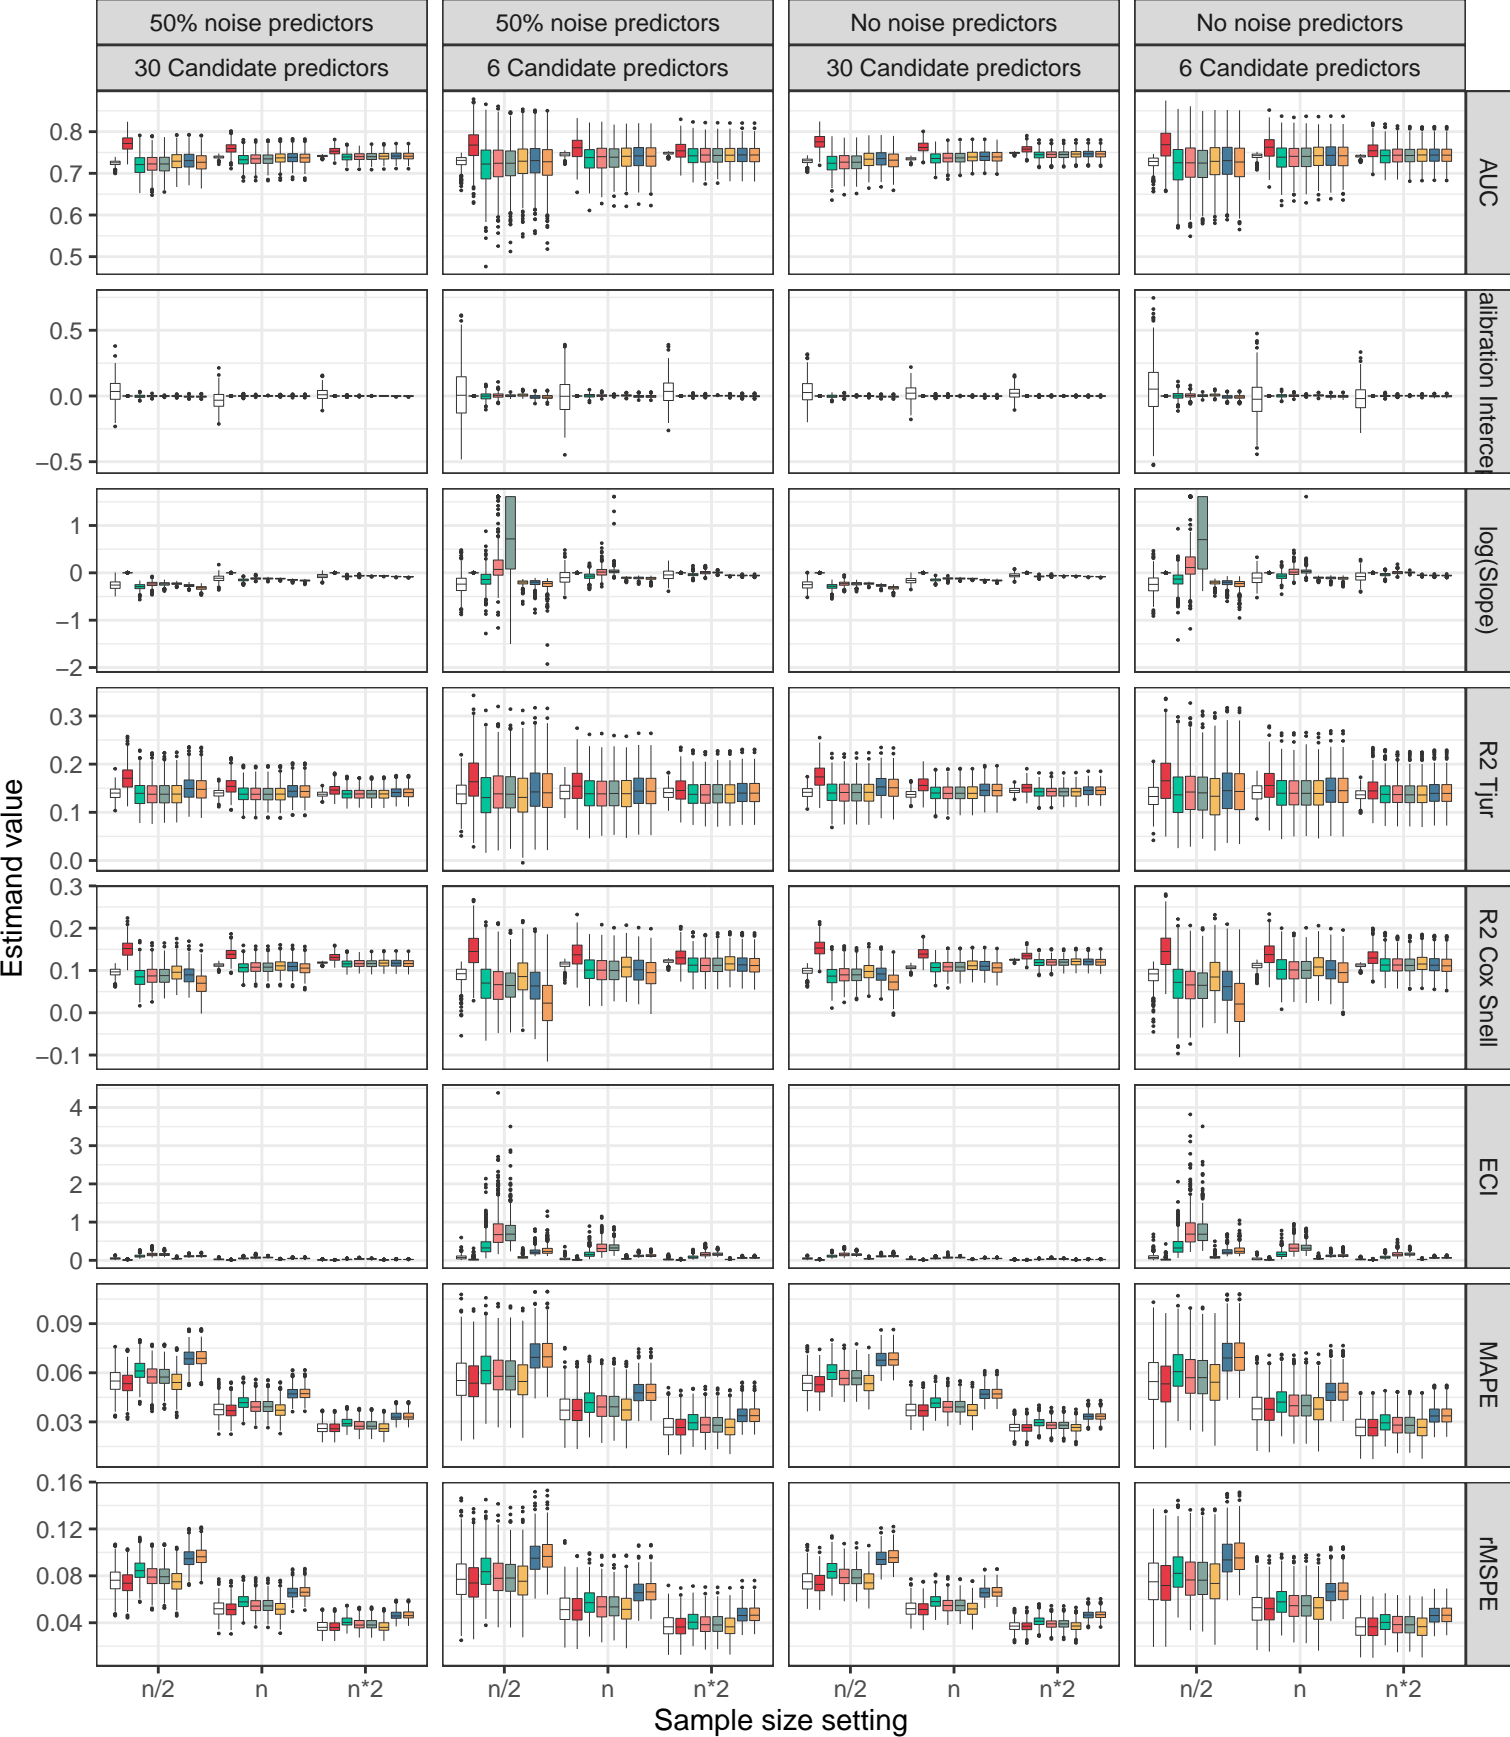 50% noise predictors 50% noise predictors No noise predictors No noise predictors
30 Candidate predictors 6 Candidate predictors 30 Candidate predictors 6 Candidate predictors
0.8
0.7
0.6
0.5
AUC
0.5
0.0
−0.5
alibration Intercep
1
0
−1
−2
log(Slope)
0.3
0.2
0.1
0.0
R2 Tjur
0.3
0.2
0.1
0.0
−0.1
R2 Cox Snell
4
3
2
1
0
ECI
0.09
0.06
0.03
MAPE
0.16
0.12
0.08
0.04
rMSPE
Estimand value
n/2 n n*2 n/2 n n*2 n/2 n n*2 n/2 n n*2
Sample size setting